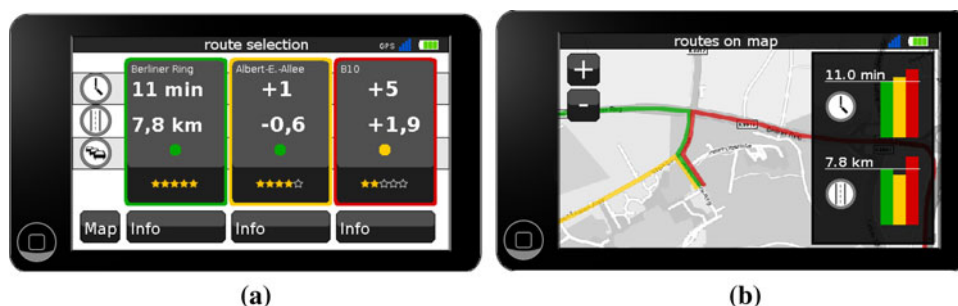 route selection
GPS
Berliner Ring
Albert-E.-Allee
B10
11 min
+1
+5
7,8 km
-0,6
+1,9
Map
Info
Info
Info
(a)
routes on map
+
-
11.0 min
7.8 km
(b)